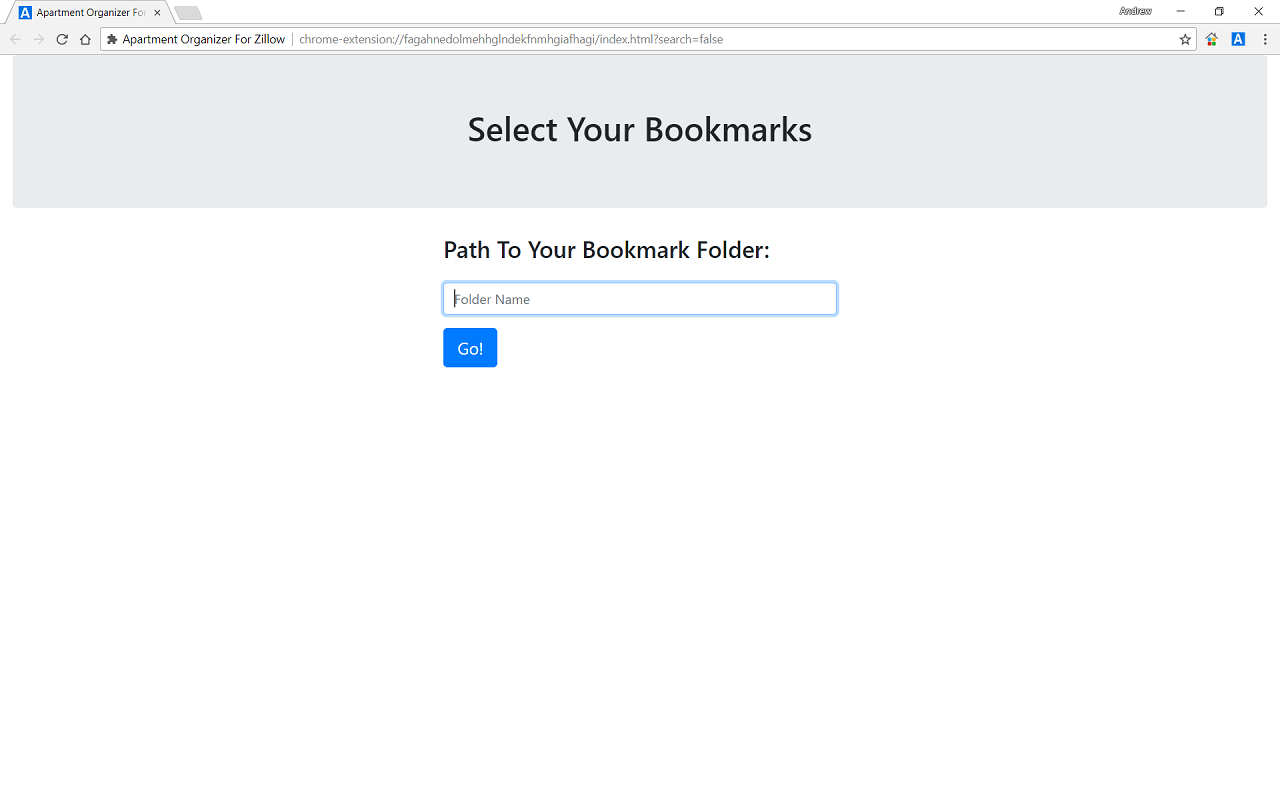 A Apartment Organizer For
Andrew
Apartment Organizer For Zillow
chrome-extension://fagahnedolmehhglndekfnmhgiafhagi/index.html?search=false
A
Select Your Bookmarks
Path To Your Bookmark Folder:
Folder Name
Go!